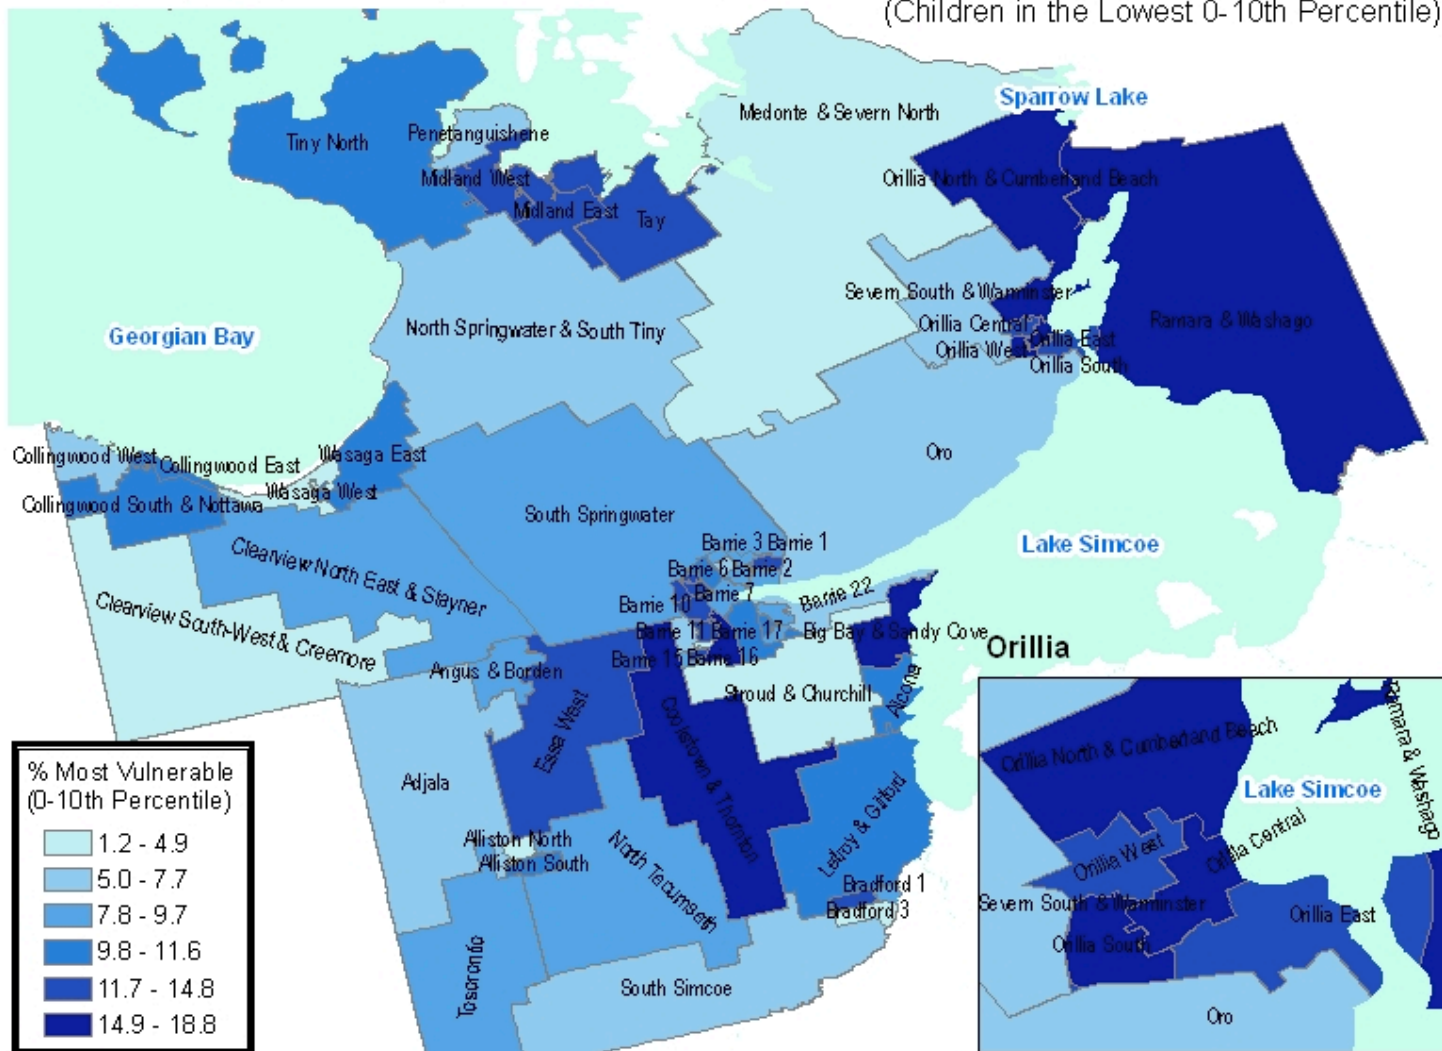 (Children in the Lowest 0-10th Percentile)
Sparrow Lake
Medonte & Severn North
Penetanguishene
Tiny North
Midland West
Orillia North & Cumberland Beach
Midland East
Tay
Severn South & Warminster
Ramara & Washago
Orillia Central
North Springwater & South Tiny
Georgian Bay
Orillia East
Orillia West
Orillia South
Collingwood West
Collingwood East
Wasaga East
Oro
Wasaga West
Collingwood South & Nottawa
South Springwater
Barrie 3
Barrie 1
Lake Simcoe
Clearview North East & Stayner
Barrie 6
Barrie 2
Barrie 7
Barrie 22
Barrie 10
Clearview South-West & Creemore
Barrie 11
Barrie 17
Big Bay & Sandy Cove
Barrie 15
Barrie 16
Angus & Borden
Stroud & Churchill
Alcona
Essa West
Cookstown & Thornton
Adjala
Lefroy & Gilford
Alliston North
Alliston South
North Tecumseth
Bradford 1
Bradford 3
Tosorontio
South Simcoe
% Most Vulnerable
(0-10th Percentile)
1.2 - 4.9
5.0 - 7.7
7.8 - 9.7
9.8 - 11.6
11.7 - 14.8
14.9 - 18.8
Orillia
Orillia North & Cumberland Beach
Ramara & Washago
Lake Simcoe
Orillia West
Orillia Central
Severn South & Warminster
Orillia East
Orillia South
Oro